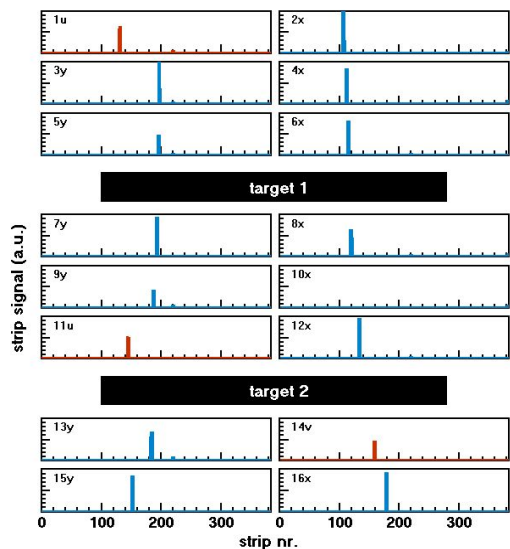 1u 2x
3y 4x
5y 6x
target 1
7y 8x
9y 10x
11u 12x
target 2
13y 14v
15y 16x
0 100 200 300 0 100 200 300
strip nr.
strip signal (a.u.)